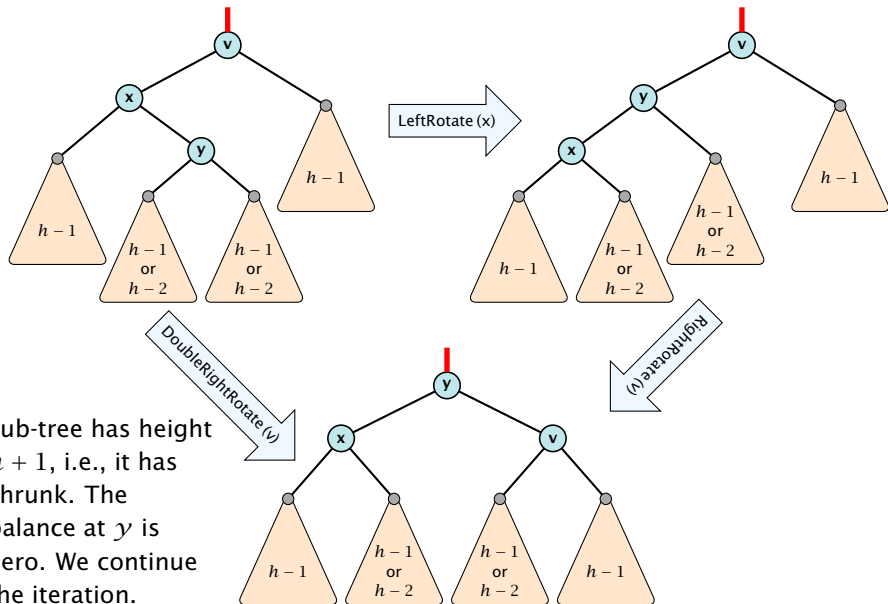 v
v
x
y
LeftRotate(x)
y
x
h − 1
h − 1
h − 1
h − 1
or
h − 2
h − 1
or
h − 2
h − 1
h − 1
or
h − 2
h − 1
or
h − 2
h − 1
DoubleRightRotate(v)
RightRotate(v)
y
x
v
ub-tree has height
h + 1, i.e., it has
hrunk. The
balance at y is
ero. We continue
he iteration.
h − 1
h − 1
or
h − 2
h − 1
or
h − 2
h − 1